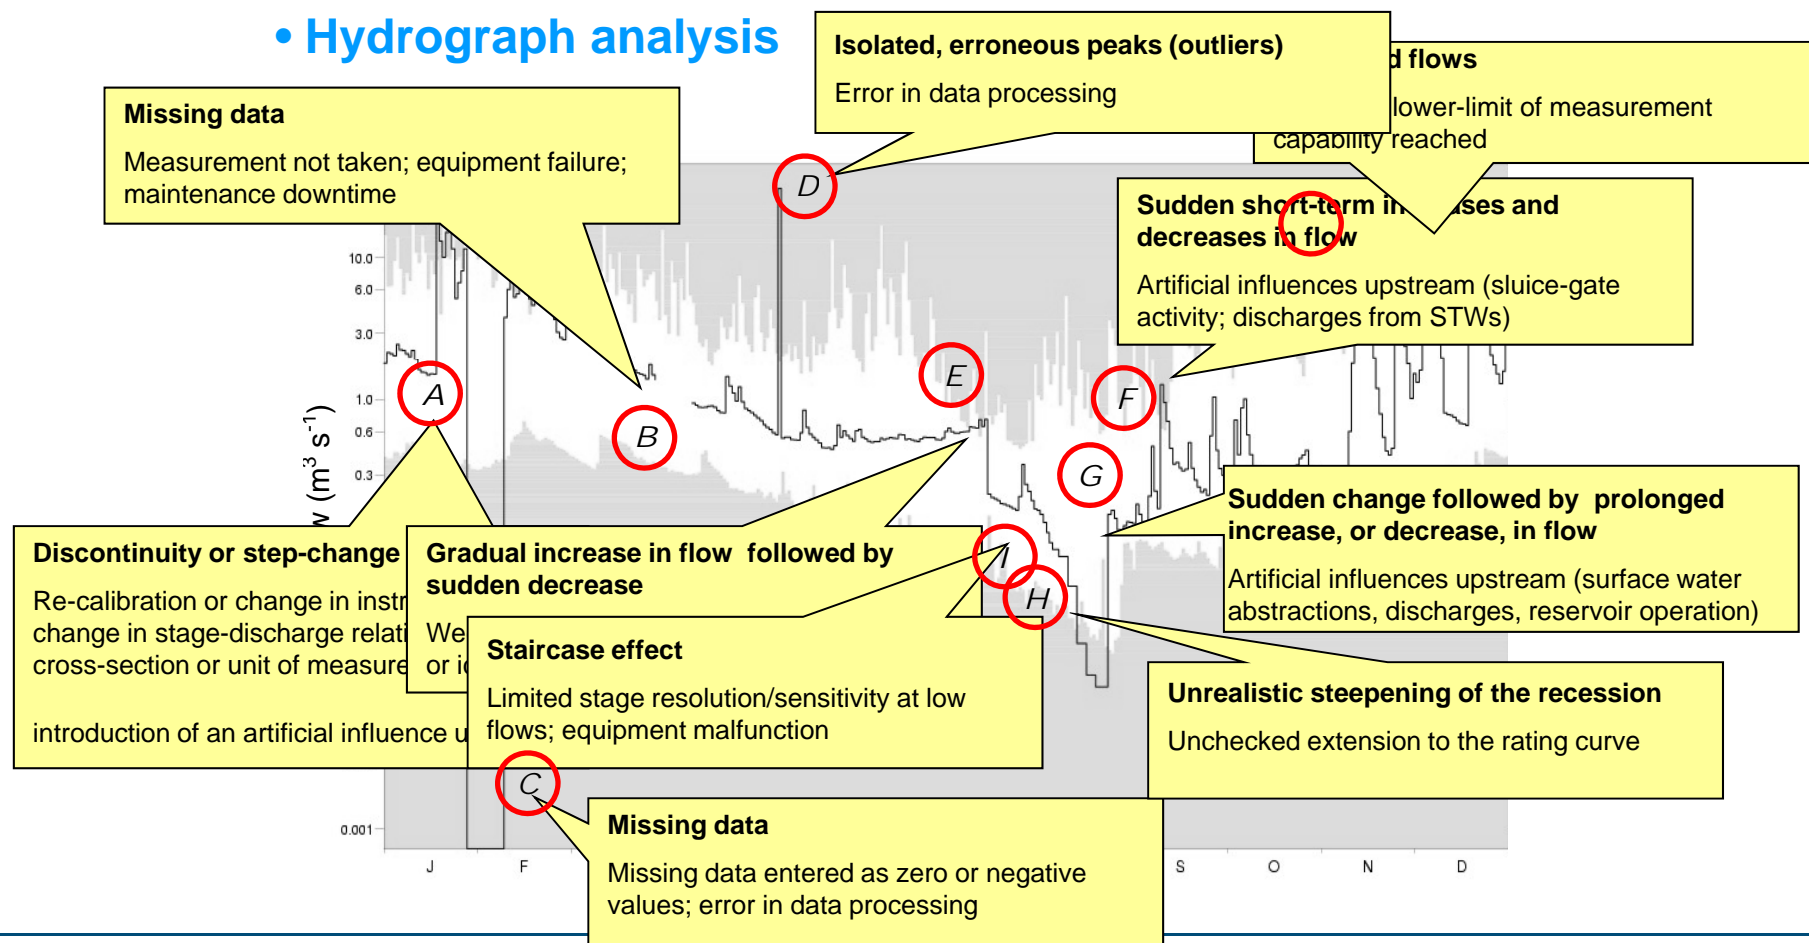 • Hydrograph analysis
Isolated, erroneous peaks (outliers)
Error in data processing
flows
lower-limit of measurement
capability reached
Missing data
Measurement not taken; equipment failure;
maintenance downtime
Sudden short-term in ases and
decreases in flow
Artificial influences upstream (sluice-gate
activity; discharges from STWs)
D
10.0
6.0
3.0
1.0
0.6
0.3
0.001
w (m³ s⁻¹)
A
B
E
F
G
I
H
C
Discontinuity or step-change
Re-calibration or change in instr
change in stage-discharge relati
cross-section or unit of measure
introduction of an artificial influence u
Gradual increase in flow followed by
sudden decrease
We
or i
Staircase effect
Limited stage resolution/sensitivity at low
flows; equipment malfunction
Sudden change followed by prolonged
increase, or decrease, in flow
Artificial influences upstream (surface water
abstractions, discharges, reservoir operation)
Unrealistic steepening of the recession
Unchecked extension to the rating curve
Missing data
Missing data entered as zero or negative
values; error in data processing
J F S O N D